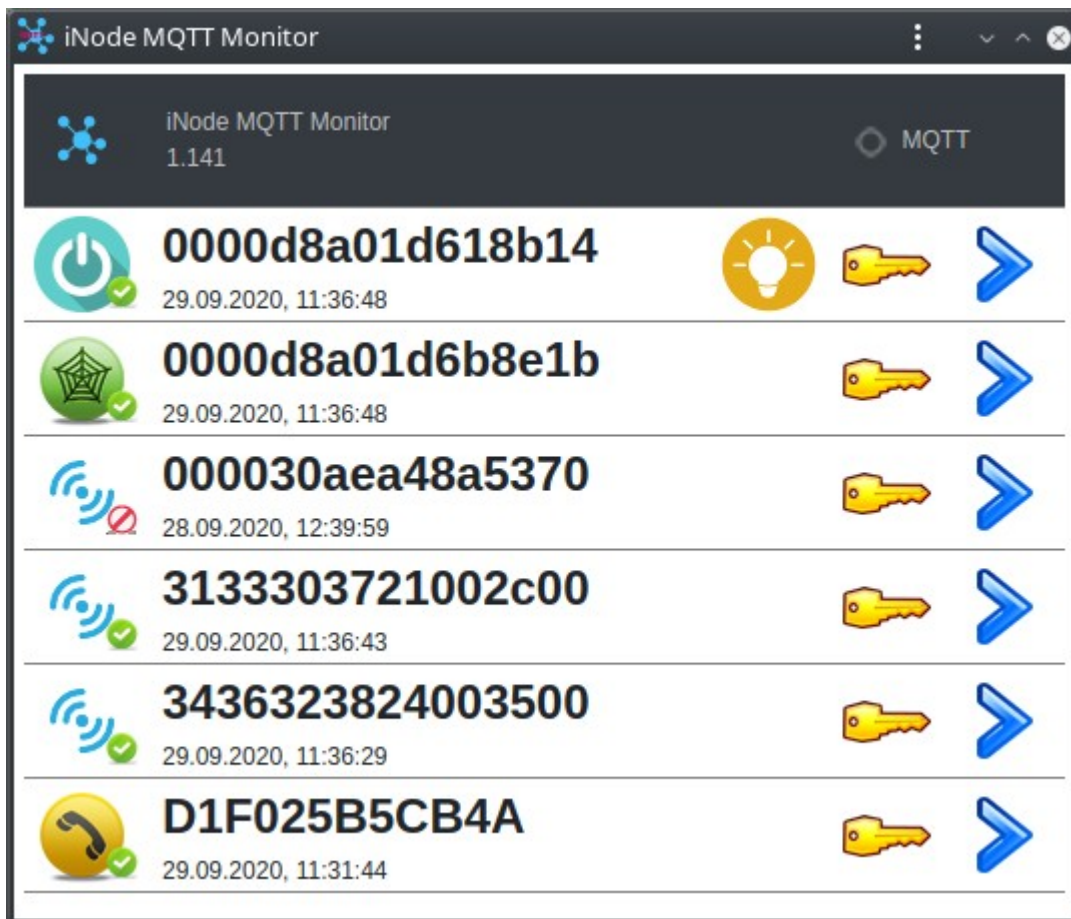 iNode MQTT Monitor
iNode MQTT Monitor
1.141
MQTT
0000d8a01d618b14
29.09.2020, 11:36:48
0000d8a01d6b8e1b
29.09.2020, 11:36:48
000030aea48a5370
28.09.2020, 12:39:59
3133303721002c00
29.09.2020, 11:36:43
3436323824003500
29.09.2020, 11:36:29
D1F025B5CB4A
29.09.2020, 11:31:44